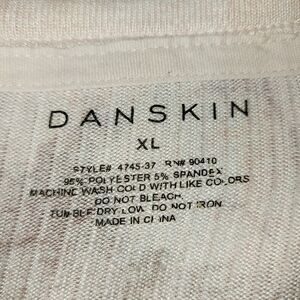 DANSKIN
XL
STYLE# 4745-37 RN# 90410
95% POLYESTER 5% SPANDEX
MACHINE WASH COLD WITH LIKE COLORS
DO NOT BLEACH
TUMBLE DRY LOW. DO NOT IRON
MADE IN CHINA